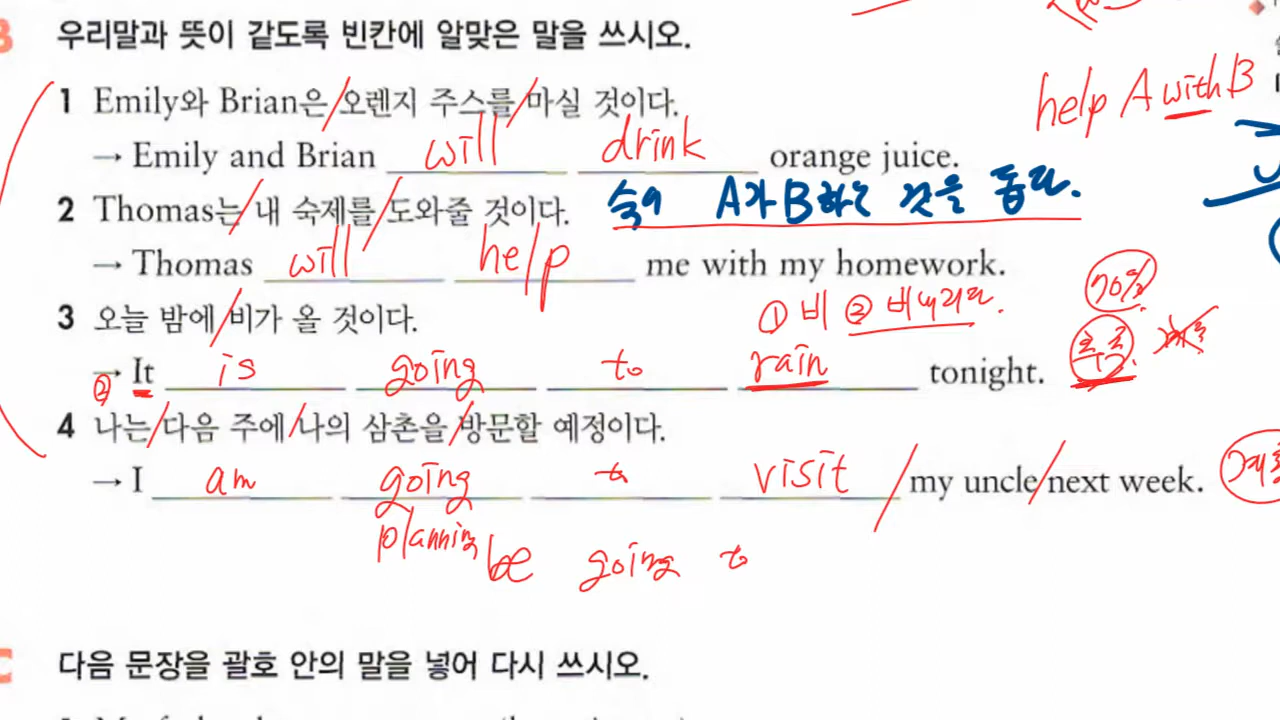 B 우리말과 뜻이 같도록 빈칸에 알맞은 말을 쓰시오.
help A with B
1 Emily와 Brian은/오렌지 주스를/마실 것이다.
→ Emily and Brian will drink orange juice.
2 Thomas는/내 숙제를/도와줄 것이다.
A가 B하는 것을 돕다.
→ Thomas will help me with my homework.
70%
3 오늘 밤에/비가 올 것이다.
① 비 ② 비내리다.
→ It is going to rain tonight.
②
4 나는/다음 주에/나의 삼촌을/방문할 예정이다.
→ I am going to visit / my uncle/next week.
planning
be going to
C 다음 문장을 괄호 안의 말을 넣어 다시 쓰시오.